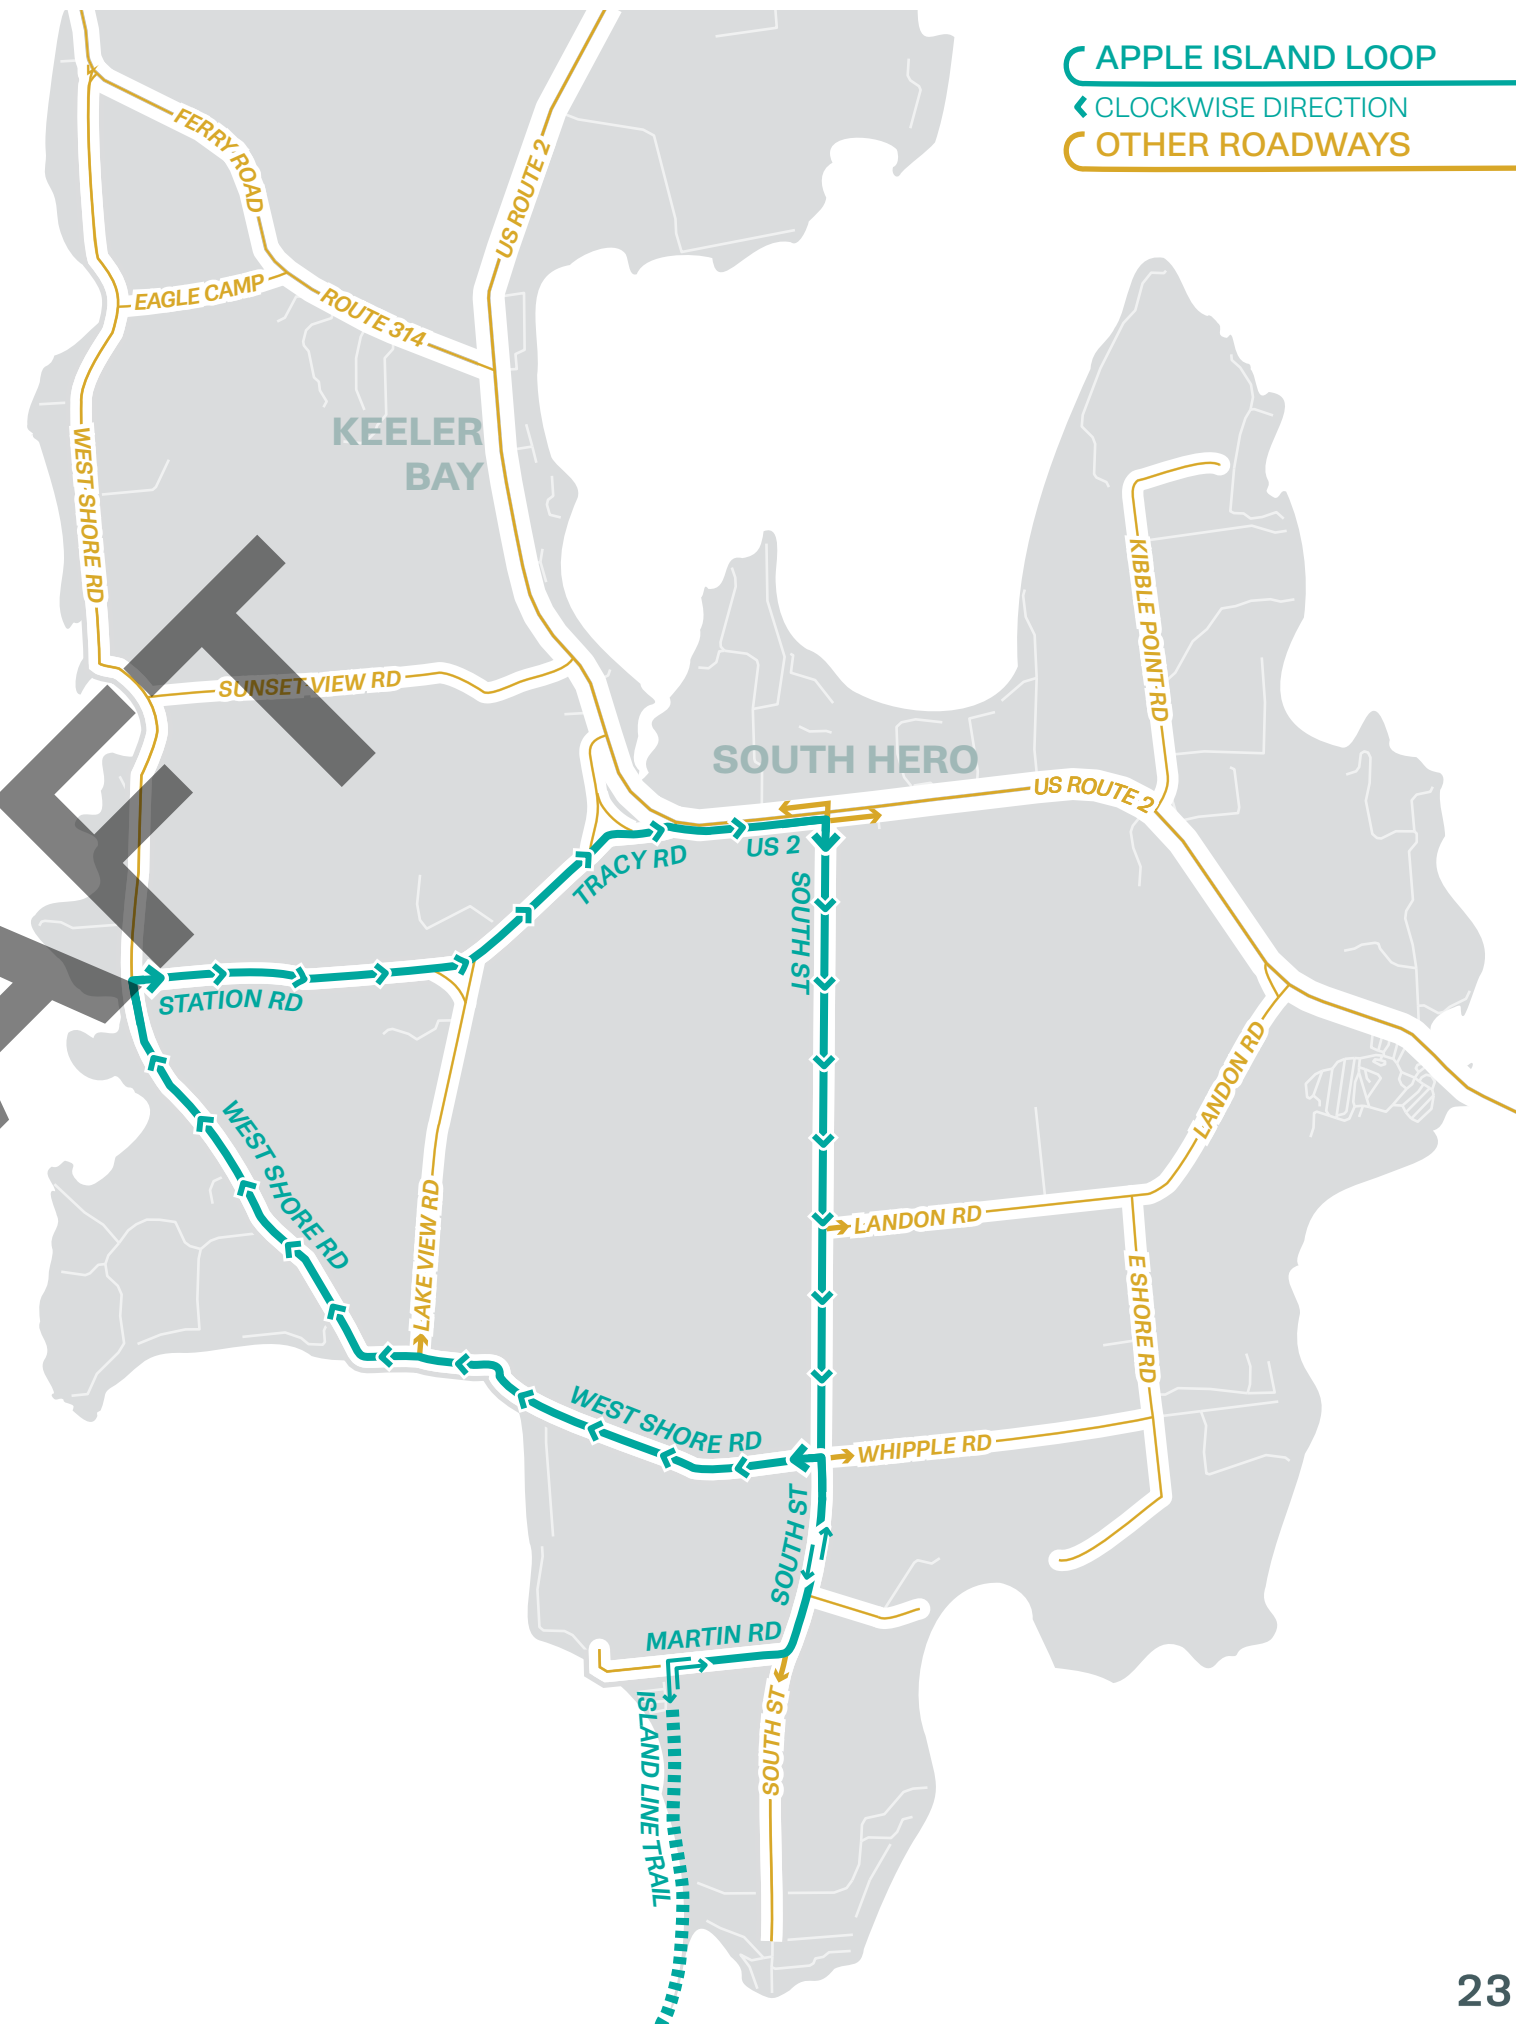 APPLE ISLAND LOOP
CLOCKWISE DIRECTION
OTHER ROADWAYS
FERRY ROAD
US ROUTE 2
EAGLE CAMP
ROUTE 314
KEELER
BAY
WEST SHORE RD
KIBBLE POINT RD
SUNSET VIEW RD
SOUTH HERO
US ROUTE 2
US 2
TRACY RD
SOUTH ST
STATION RD
LANDON RD
WEST SHORE RD
LAKE VIEW RD
LANDON RD
E SHORE RD
WEST SHORE RD
WHIPPLE RD
SOUTH ST
MARTIN RD
ISLAND LINE TRAIL
SOUTH ST
23